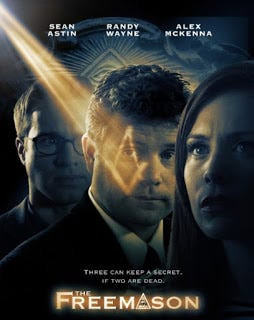 SEAN ASTIN
RANDY WAYNE
ALEX MCKENNA
THREE CAN KEEP A SECRET,
IF TWO ARE DEAD.
THE
FREEMASON